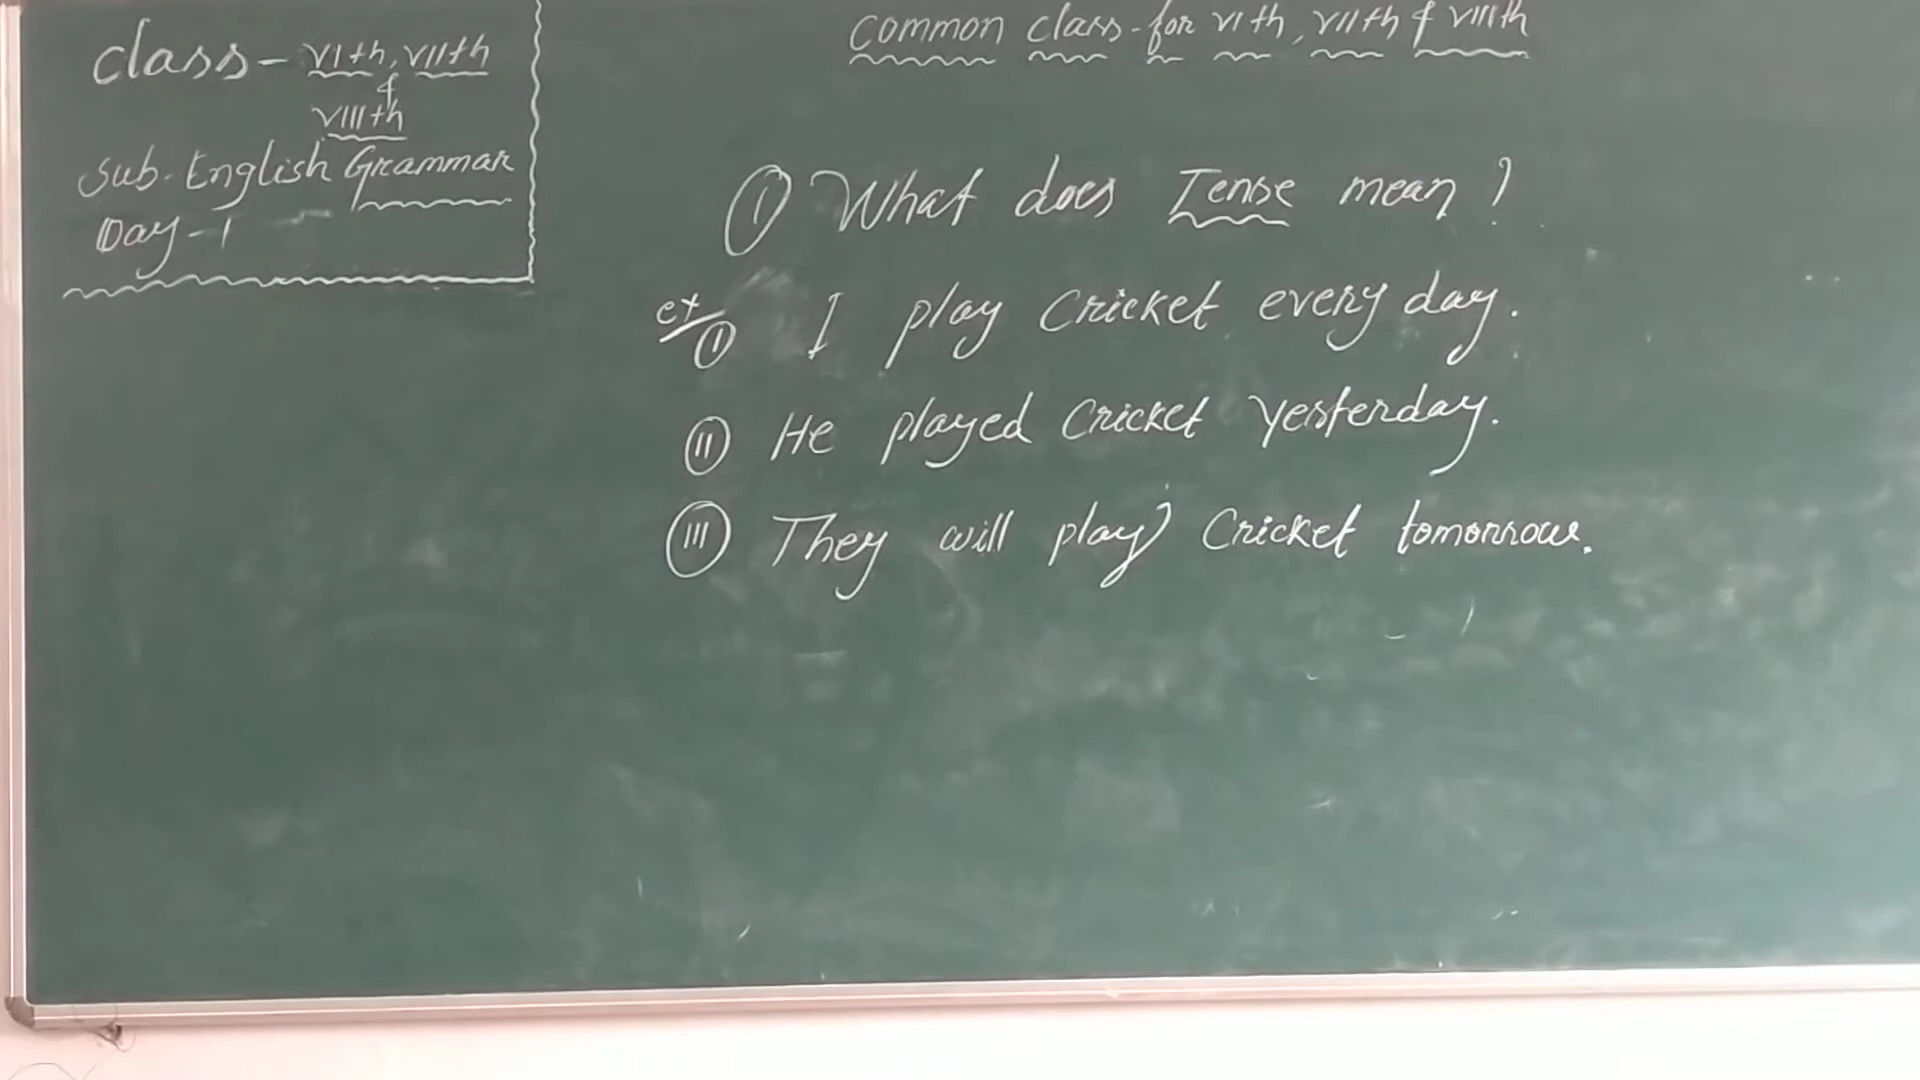 class - VIth, VIIth
&
VIIIth
Sub. English Grammar
Day - 1
Common class - for VIth, VIIth & VIIIth
① What does Tense mean?
ex/① I play Cricket every day.
ⓘⓘ He played Cricket yesterday.
ⓘⓘⓘ They will play Cricket tomorrow.